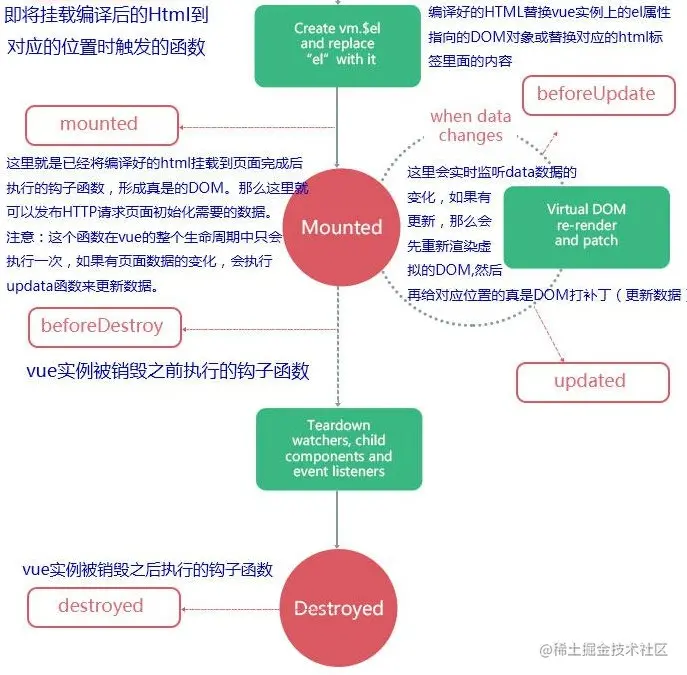 即将挂载编译后的Html到
对应的位置时触发的函数
Create vm.$el
and replace
"el" with it
编译好的HTML替换vue实例上的el属性
指向的DOM对象或替换对应的html标
签里面的内容
beforeUpdate
mounted
when data
changes
这里就是已经将编译好的html挂载到页面完成后
执行的钩子函数，形成真是的DOM。那么这里就
可以发布HTTP请求页面初始化需要的数据。
注意：这个函数在vue的整个生命周期中只会
执行一次，如果有页面数据的变化，会执行
updata函数来更新数据。
Mounted
这里会实时监听data数据的
变化，如果有
更新，那么会
先重新渲染虚
拟的DOM,然后
再给对应位置的真是DOM打补丁（更新数据）
Virtual DOM
re-render
and patch
beforeDestroy
vue实例被销毁之前执行的钩子函数
updated
Teardown
watchers, child
components and
event listeners
vue实例被销毁之后执行的钩子函数
destroyed
Destroyed
@稀土掘金技术社区